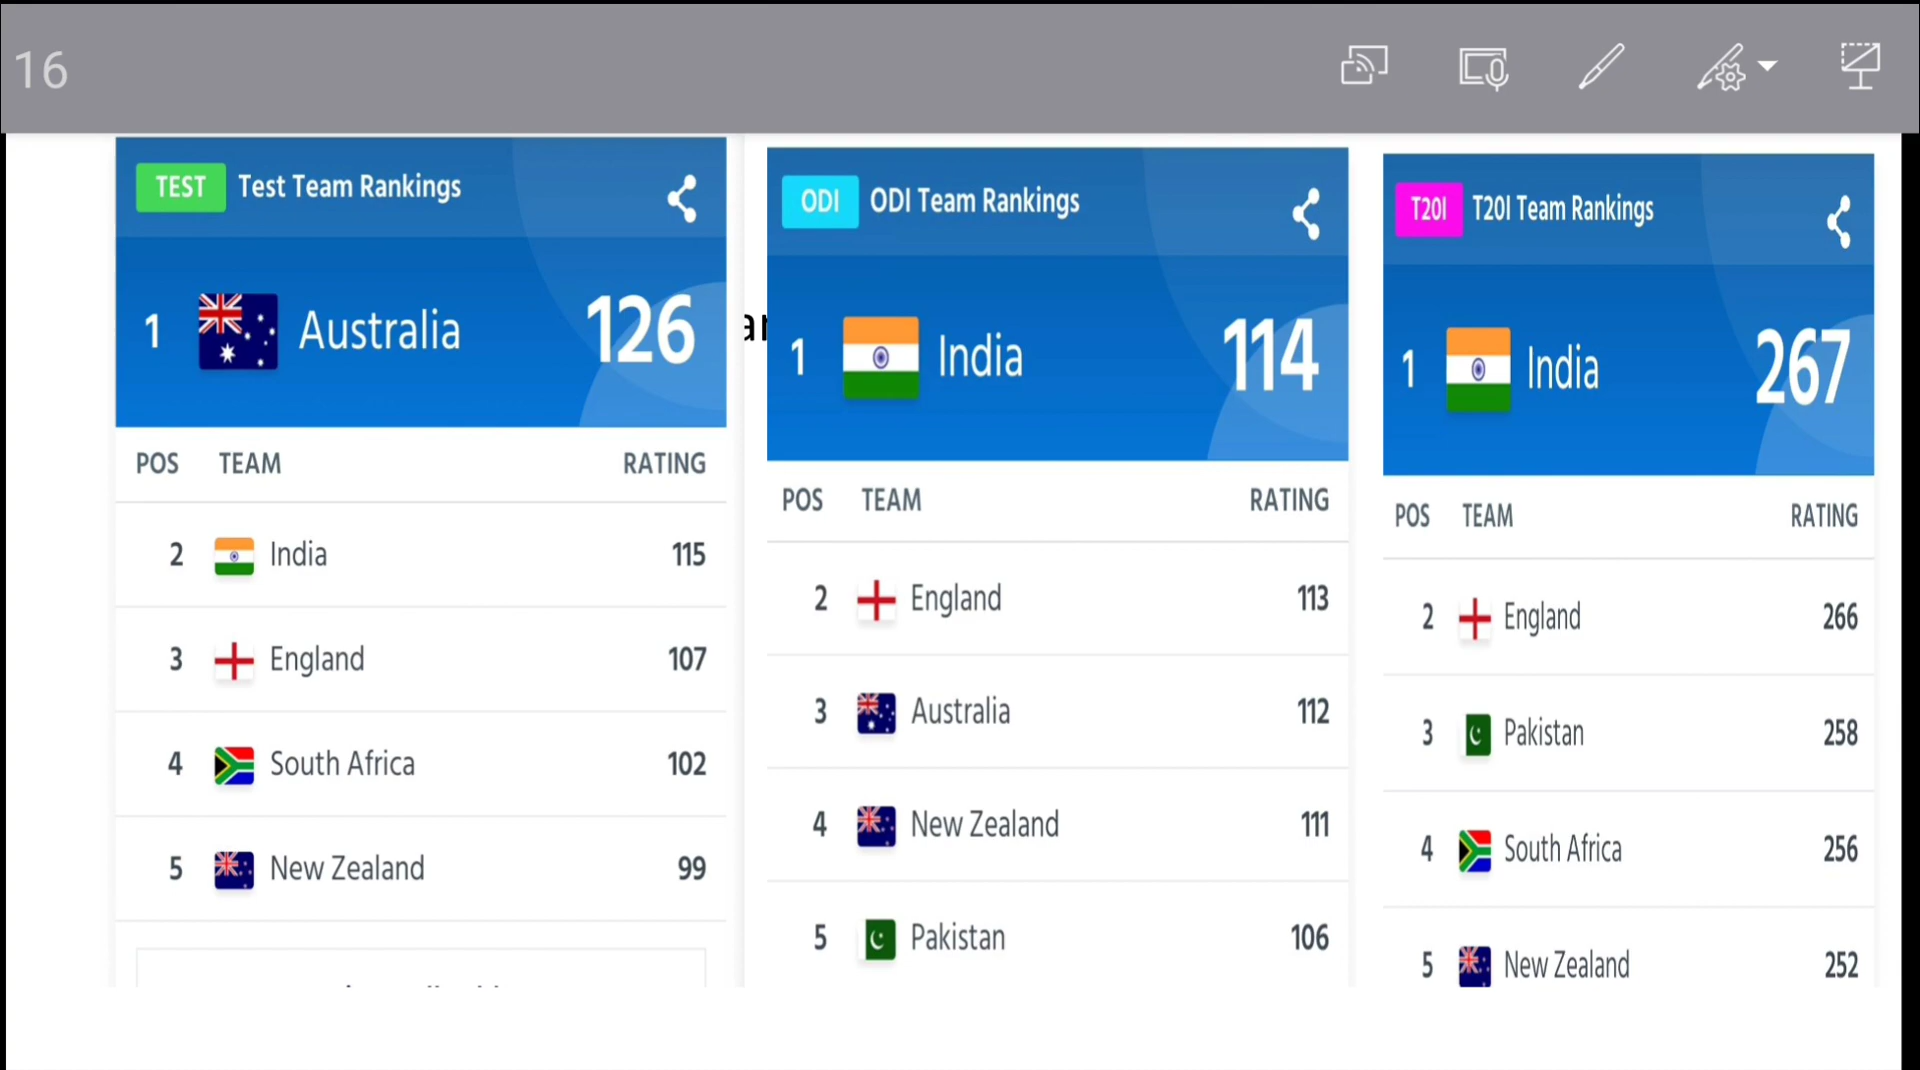 16
TEST Test Team Rankings
1 Australia 126
POS TEAM RATING
2 India 115
3 England 107
4 South Africa 102
5 New Zealand 99
ODI ODI Team Rankings
1 India 114
POS TEAM RATING
2 England 113
3 Australia 112
4 New Zealand 111
5 Pakistan 106
T20I T20I Team Rankings
1 India 267
POS TEAM RATING
2 England 266
3 Pakistan 258
4 South Africa 256
5 New Zealand 252